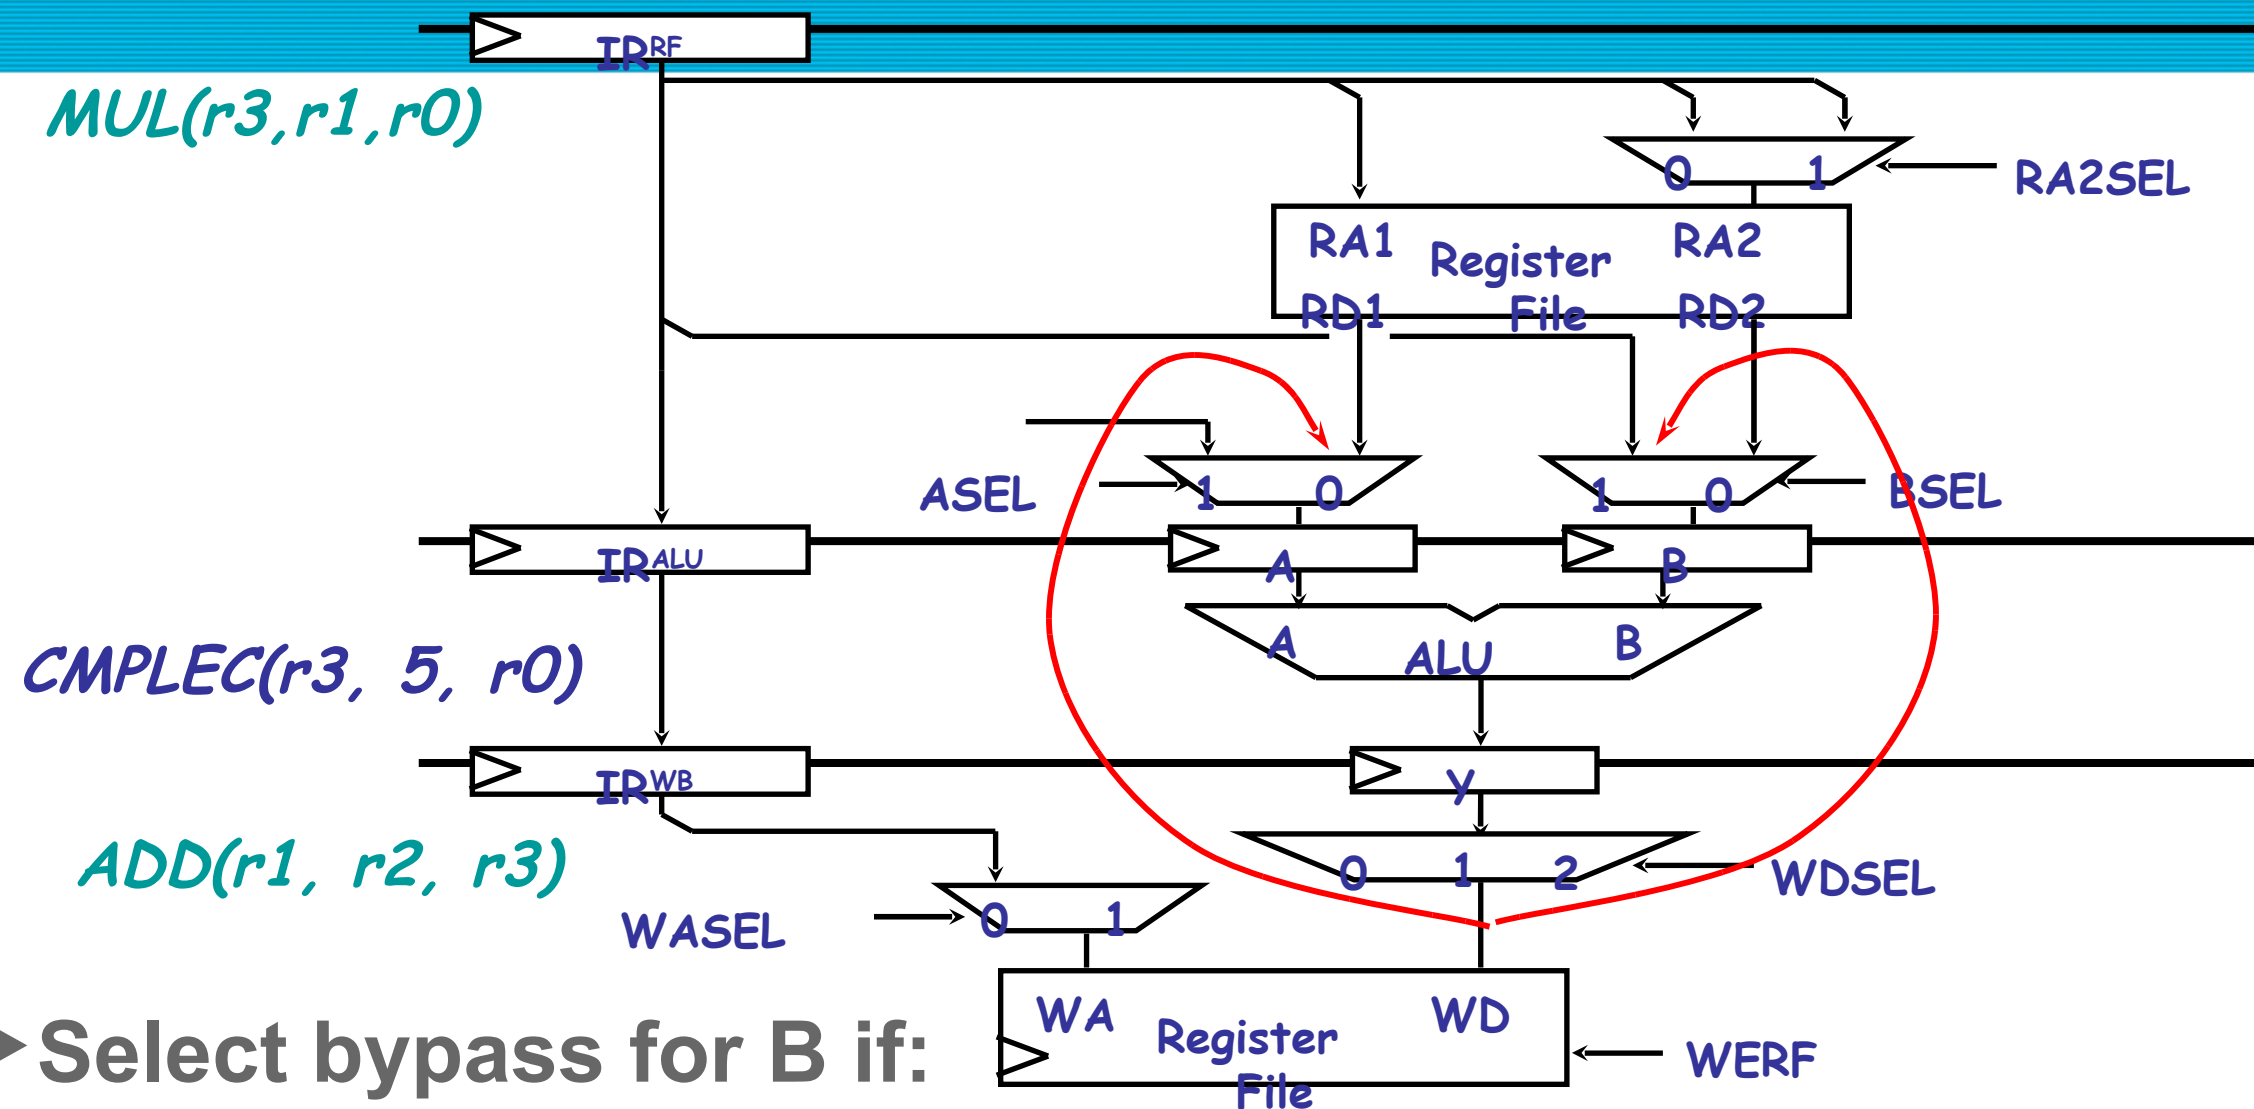 IRRF
MUL(r3,r1,r0)
0 1
RA2SEL
RA1 RA2
Register
File
RD1 RD2
ASEL
1 0
1 0
BSEL
IRALU
A
B
A ALU B
CMPLEC(r3, 5, r0)
IRWB
Y
ADD(r1, r2, r3)
0 1 2
WDSEL
WASEL
0 1
WA WD
Register
File
WERF
Select bypass for B if: